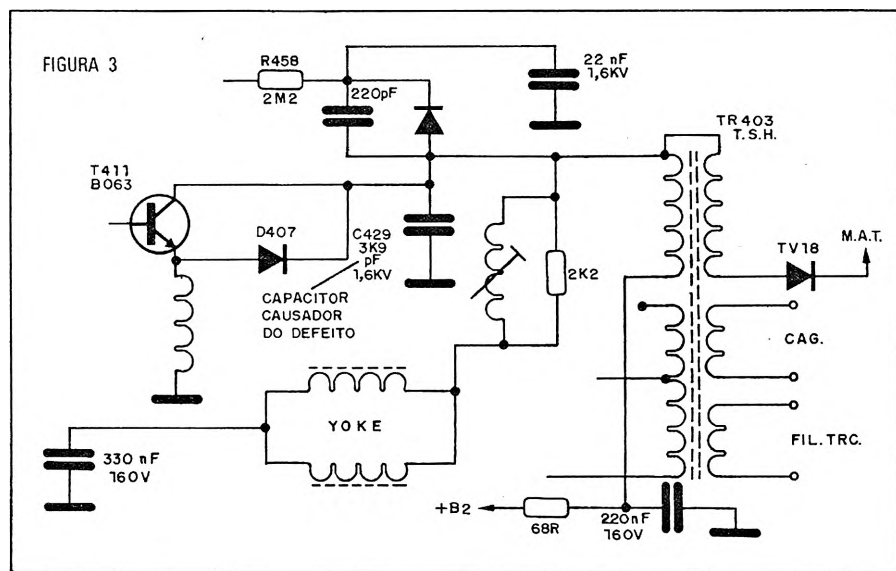 FIGURA 3
R458
2M2
220pF
22 nF
1,6KV
TR403
T.S.H.
T411
B063
D407
C429
3K9
pF
1,6KV
CAPACITOR
CAUSADOR
DO DEFEITO
2K2
TV18
M.A.T.
CAG.
YOKE
FIL. TRC.
330 nF
160V
+B2
68R
220nF
160V